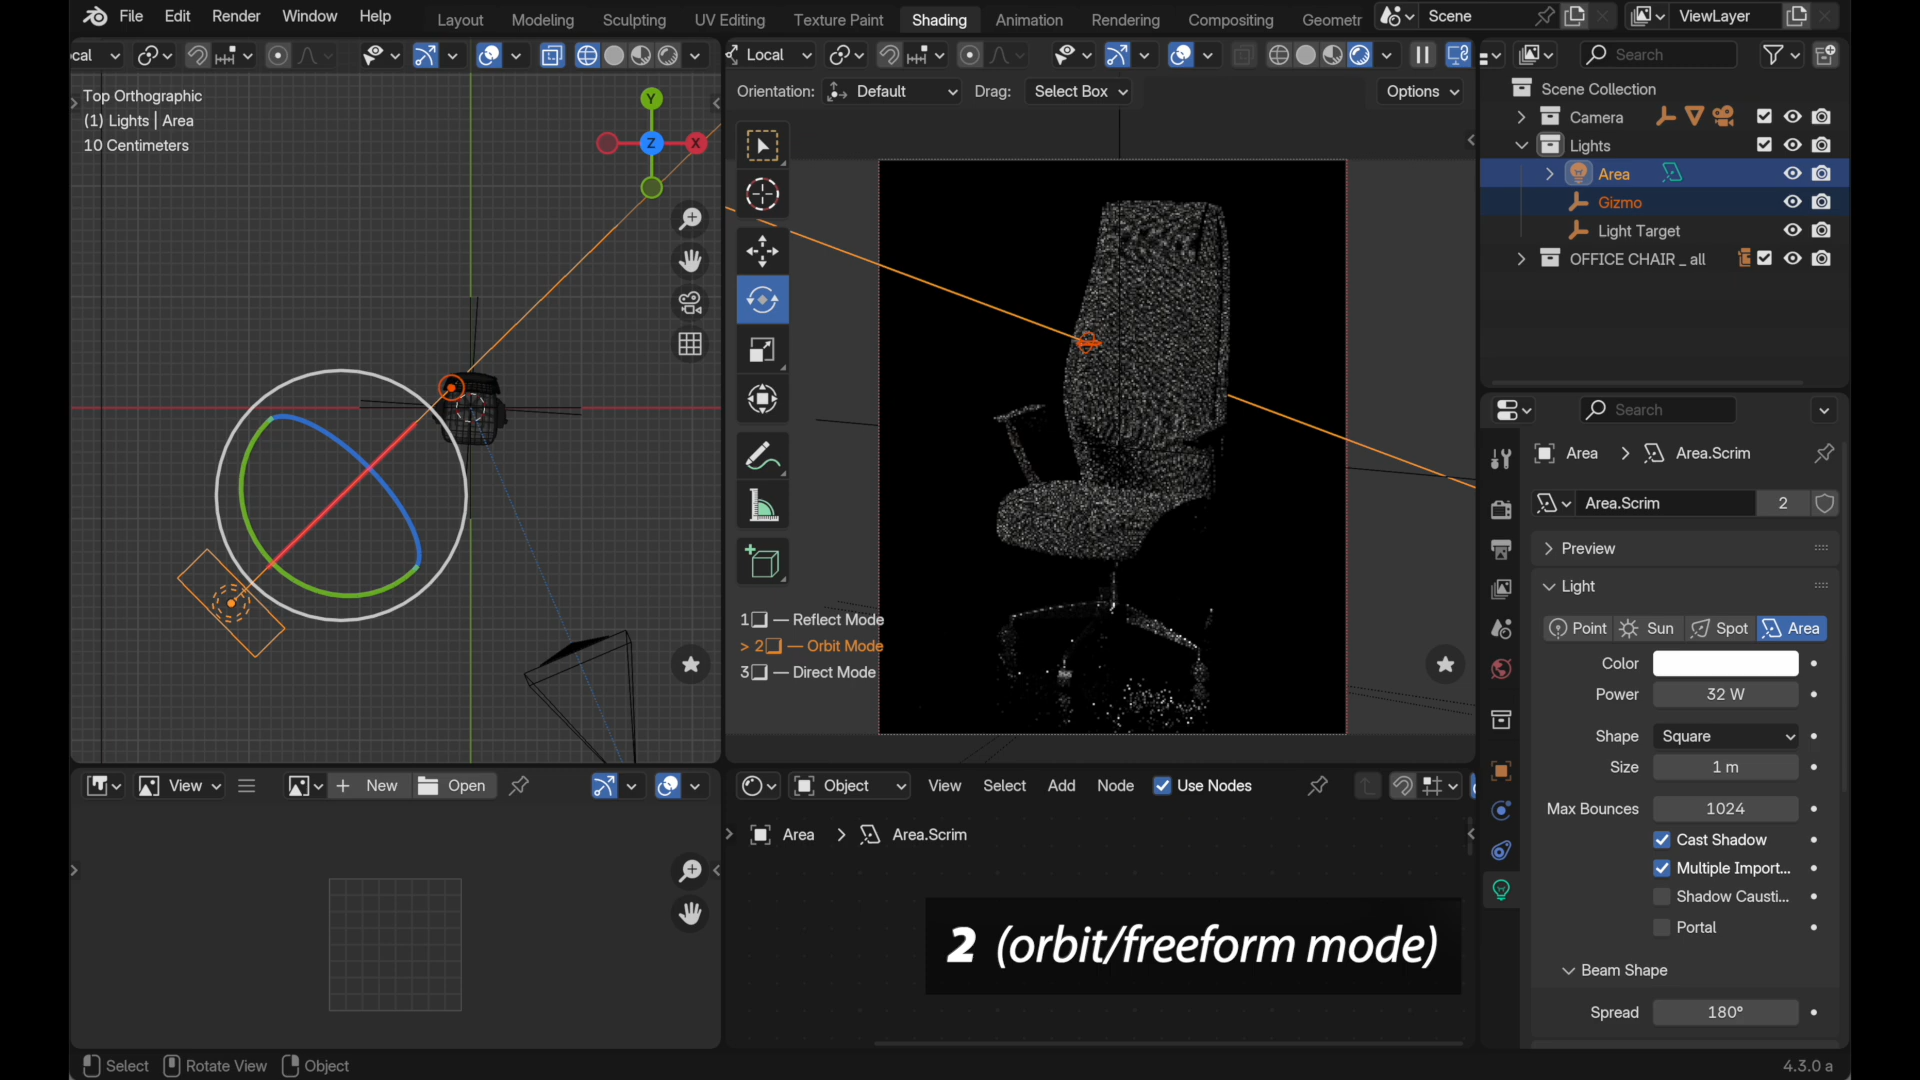 File Edit Render Window Help
Layout Modeling Sculpting UV Editing Texture Paint Shading Animation Rendering Compositing Geometr
Scene
ViewLayer
cal
Local
Search
Orientation: Default Drag: Select Box
Options
Top Orthographic
(1) Lights | Area
10 Centimeters
Y
Z
X
1 — Reflect Mode
> 2 — Orbit Mode
3 — Direct Mode
Scene Collection
Camera
Lights
Area
Gizmo
Light Target
OFFICE CHAIR _ all
Search
Area > Area.Scrim
Area.Scrim 2
Preview
Light
Point Sun Spot Area
Color
Power 32 W
Shape Square
Size 1 m
Max Bounces 1024
Cast Shadow
Multiple Import...
Shadow Causti...
Portal
Beam Shape
Spread 180°
View
+ New
Open
Object
View Select Add Node
Use Nodes
Area > Area.Scrim
2 (orbit/freeform mode)
Select Rotate View Object
4.3.0 a